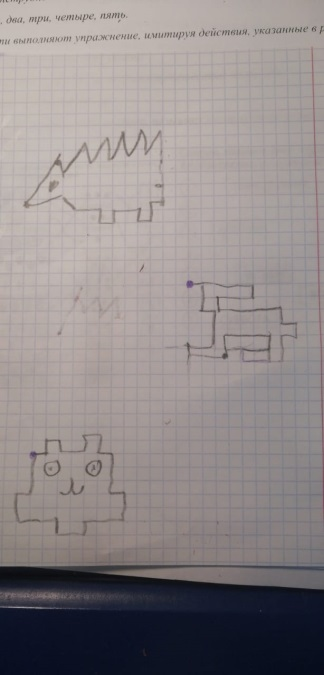 , два, три, четыре, пять.
ти выполняют упражнение, имитируя действия, указанные в р